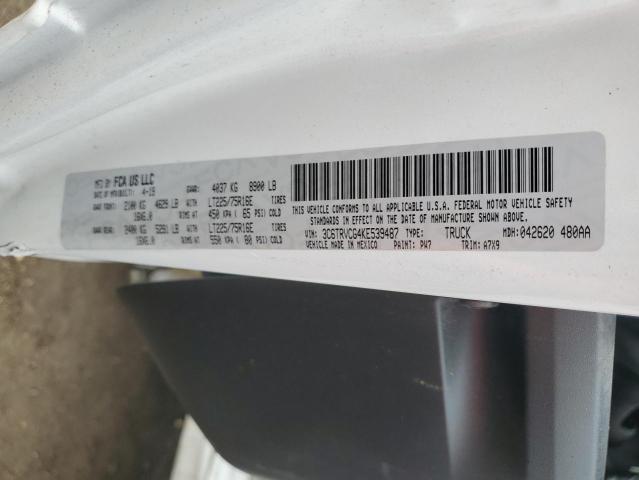 MFD BY: FCA US LLC
DATE OF MFR(BUILT): 4-19 GVWR: 4037 KG 8900 LB
GAWR FRONT: 2100 KG 4629 LB LT225/75R16E TIRES
16X6.0 RIMS AT 450 KPA ( 65 PSI) COLD
GAWR REAR: 2400 KG 5291 LB LT225/75R16E TIRES
16X6.0 RIMS AT 550 KPA ( 80 PSI) COLD
THIS VEHICLE CONFORMS TO ALL APPLICABLE U.S.A. FEDERAL MOTOR VEHICLE SAFETY
STANDARDS IN EFFECT ON THE DATE OF MANUFACTURE SHOWN ABOVE.
VIN: 3C6TRVCG4KE539487 TYPE: TRUCK MDH: 042620 480AA
VEHICLE MADE IN MEXICO PAINT: PW7 TRIM: A7X9